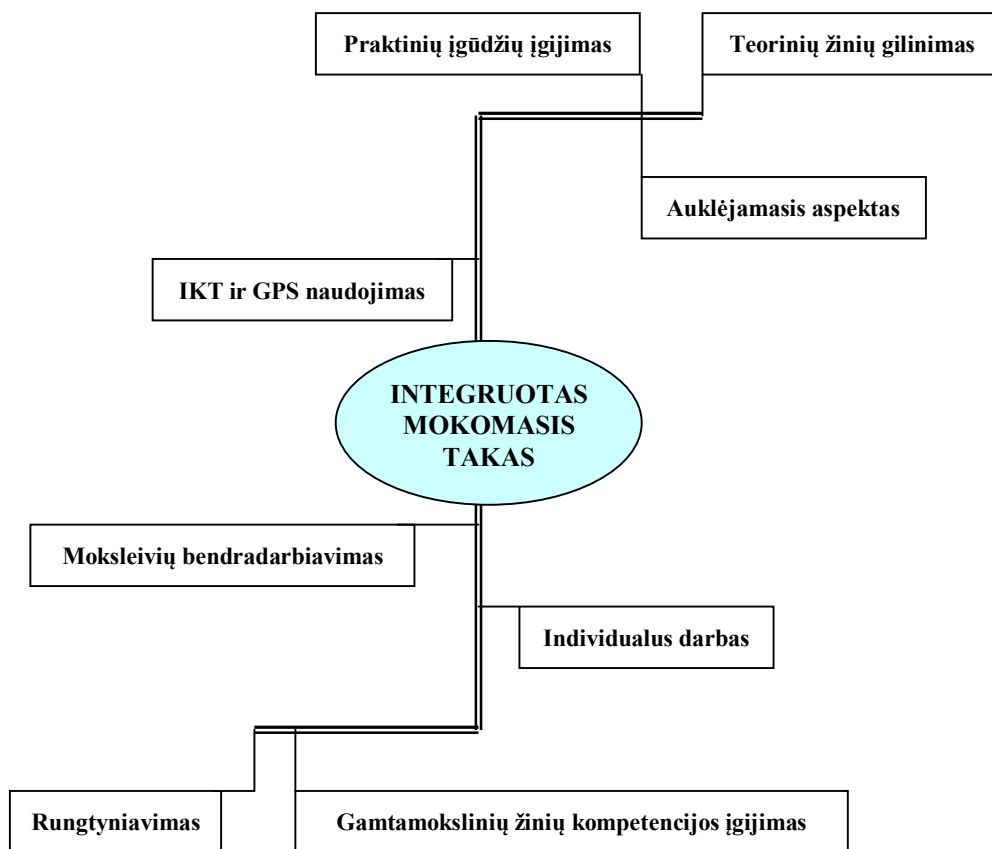 Praktinių įgūdžių įgijimas
Teorinių žinių gilinimas
Auklėjamasis aspektas
IKT ir GPS naudojimas
INTEGRUOTAS
MOKOMASIS
TAKAS
Moksleivių bendradarbiavimas
Individualus darbas
Rungtyniavimas
Gamtamokslinių žinių kompetencijos įgijimas